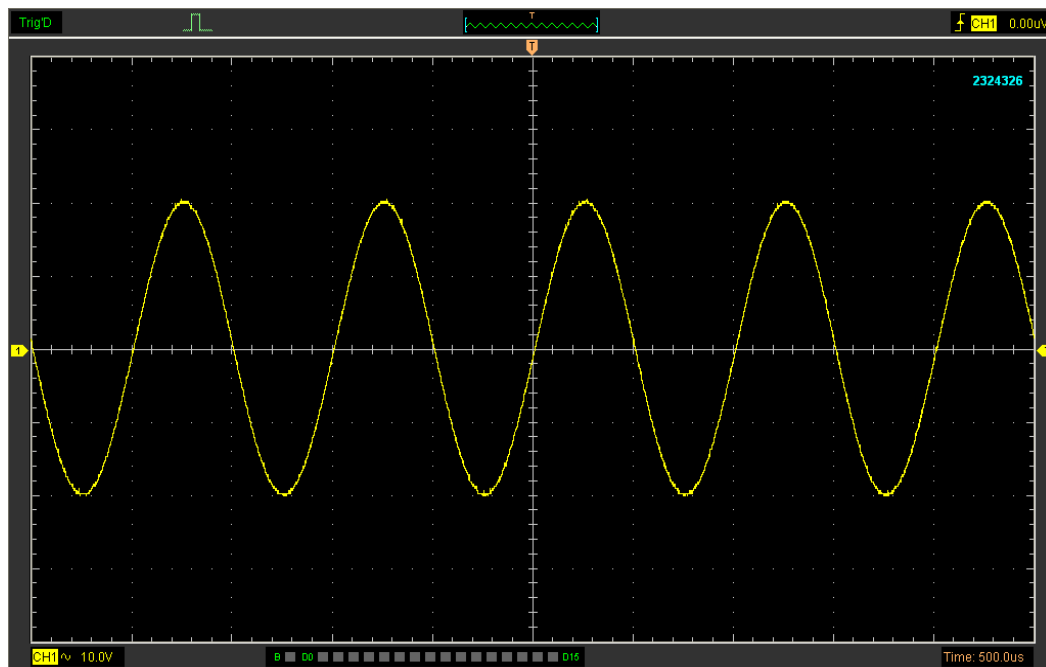 Trig'D
T
CH1 0.00uV
T
2324326
1
CH1 ~ 10.0V
B D0 D15
Time: 500.0us